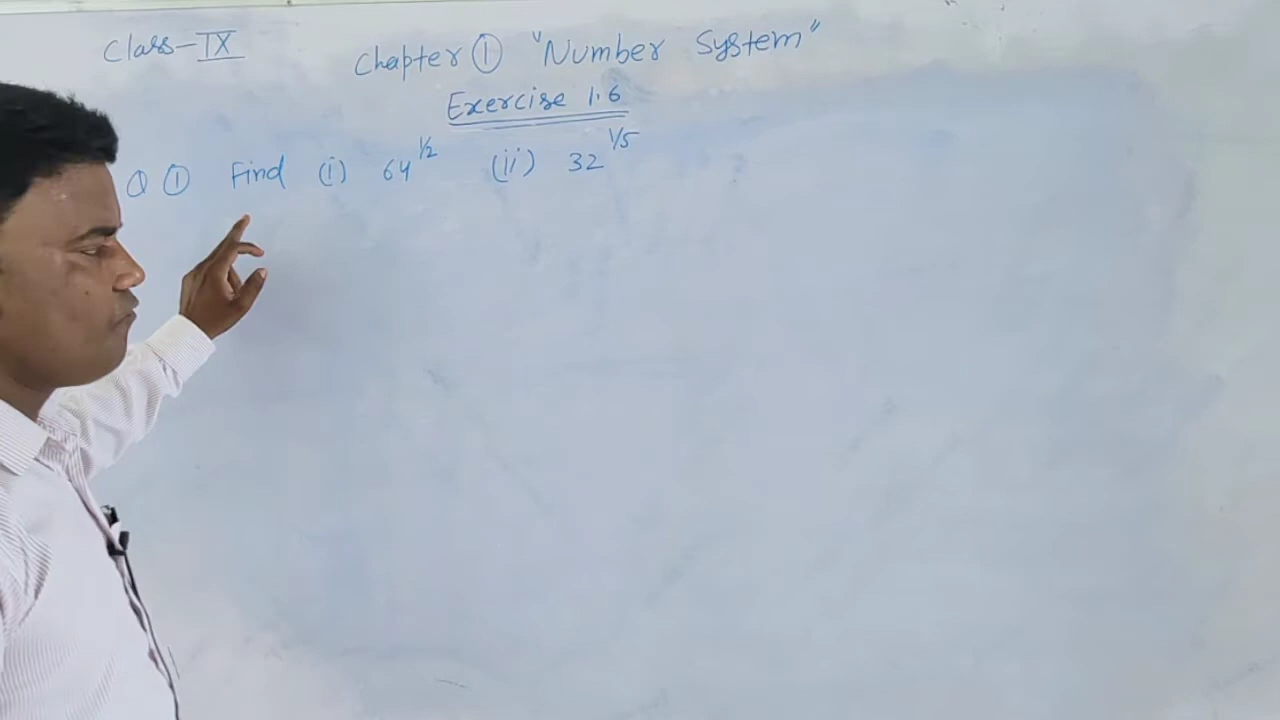 Class-IX
Chapter ① "Number System"
Exercise 1.6
Q ① Find (i) 64^1/2 (ii) 32^1/5